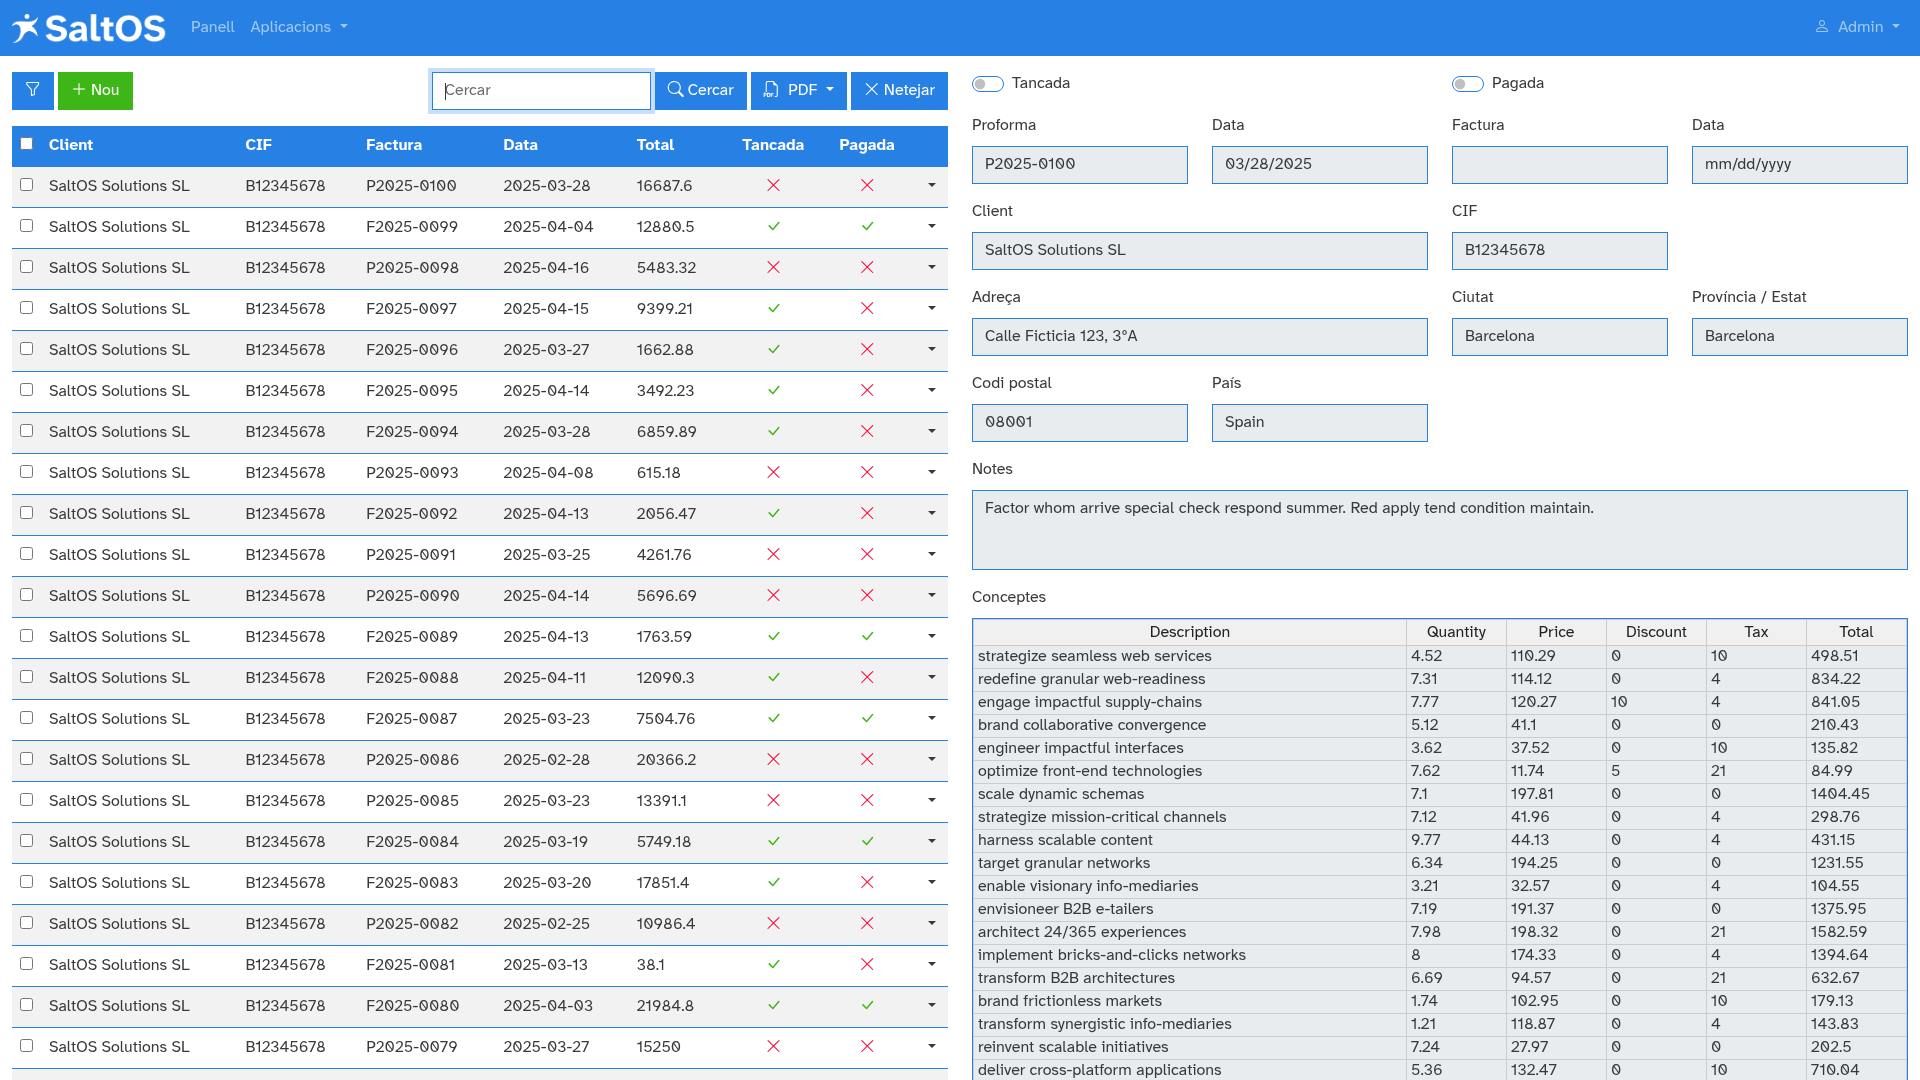 SaltOS Panell Aplicacions Admin
Nou Cercar Cercar PDF Netejar
Client CIF Factura Data Total Tancada Pagada
SaltOS Solutions SL B12345678 P2025-0100 2025-03-28 16687.6
SaltOS Solutions SL B12345678 F2025-0099 2025-04-04 12880.5
SaltOS Solutions SL B12345678 P2025-0098 2025-04-16 5483.32
SaltOS Solutions SL B12345678 F2025-0097 2025-04-15 9399.21
SaltOS Solutions SL B12345678 F2025-0096 2025-03-27 1662.88
SaltOS Solutions SL B12345678 F2025-0095 2025-04-14 3492.23
SaltOS Solutions SL B12345678 F2025-0094 2025-03-28 6859.89
SaltOS Solutions SL B12345678 P2025-0093 2025-04-08 615.18
SaltOS Solutions SL B12345678 F2025-0092 2025-04-13 2056.47
SaltOS Solutions SL B12345678 P2025-0091 2025-03-25 4261.76
SaltOS Solutions SL B12345678 P2025-0090 2025-04-14 5696.69
SaltOS Solutions SL B12345678 F2025-0089 2025-04-13 1763.59
SaltOS Solutions SL B12345678 F2025-0088 2025-04-11 12090.3
SaltOS Solutions SL B12345678 F2025-0087 2025-03-23 7504.76
SaltOS Solutions SL B12345678 P2025-0086 2025-02-28 20366.2
SaltOS Solutions SL B12345678 P2025-0085 2025-03-23 13391.1
SaltOS Solutions SL B12345678 F2025-0084 2025-03-19 5749.18
SaltOS Solutions SL B12345678 F2025-0083 2025-03-20 17851.4
SaltOS Solutions SL B12345678 P2025-0082 2025-02-25 10986.4
SaltOS Solutions SL B12345678 F2025-0081 2025-03-13 38.1
SaltOS Solutions SL B12345678 F2025-0080 2025-04-03 21984.8
SaltOS Solutions SL B12345678 P2025-0079 2025-03-27 15250
Tancada Pagada
Proforma Data Factura Data
P2025-0100 03/28/2025 mm/dd/yyyy
Client CIF
SaltOS Solutions SL B12345678
Adreça Ciutat Província / Estat
Calle Ficticia 123, 3°A Barcelona Barcelona
Codi postal País
08001 Spain
Notes
Factor whom arrive special check respond summer. Red apply tend condition maintain.
Conceptes
Description Quantity Price Discount Tax Total
strategize seamless web services 4.52 110.29 0 10 498.51
redefine granular web-readiness 7.31 114.12 0 4 834.22
engage impactful supply-chains 7.77 120.27 10 4 841.05
brand collaborative convergence 5.12 41.1 0 0 210.43
engineer impactful interfaces 3.62 37.52 0 10 135.82
optimize front-end technologies 7.62 11.74 5 21 84.99
scale dynamic schemas 7.1 197.81 0 0 1404.45
strategize mission-critical channels 7.12 41.96 0 4 298.76
harness scalable content 9.77 44.13 0 4 431.15
target granular networks 6.34 194.25 0 0 1231.55
enable visionary info-mediaries 3.21 32.57 0 4 104.55
envisioneer B2B e-tailers 7.19 191.37 0 0 1375.95
architect 24/365 experiences 7.98 198.32 0 21 1582.59
implement bricks-and-clicks networks 8 174.33 0 4 1394.64
transform B2B architectures 6.69 94.57 0 21 632.67
brand frictionless markets 1.74 102.95 0 10 179.13
transform synergistic info-mediaries 1.21 118.87 0 4 143.83
reinvent scalable initiatives 7.24 27.97 0 0 202.5
deliver cross-platform applications 5.36 132.47 0 10 710.04